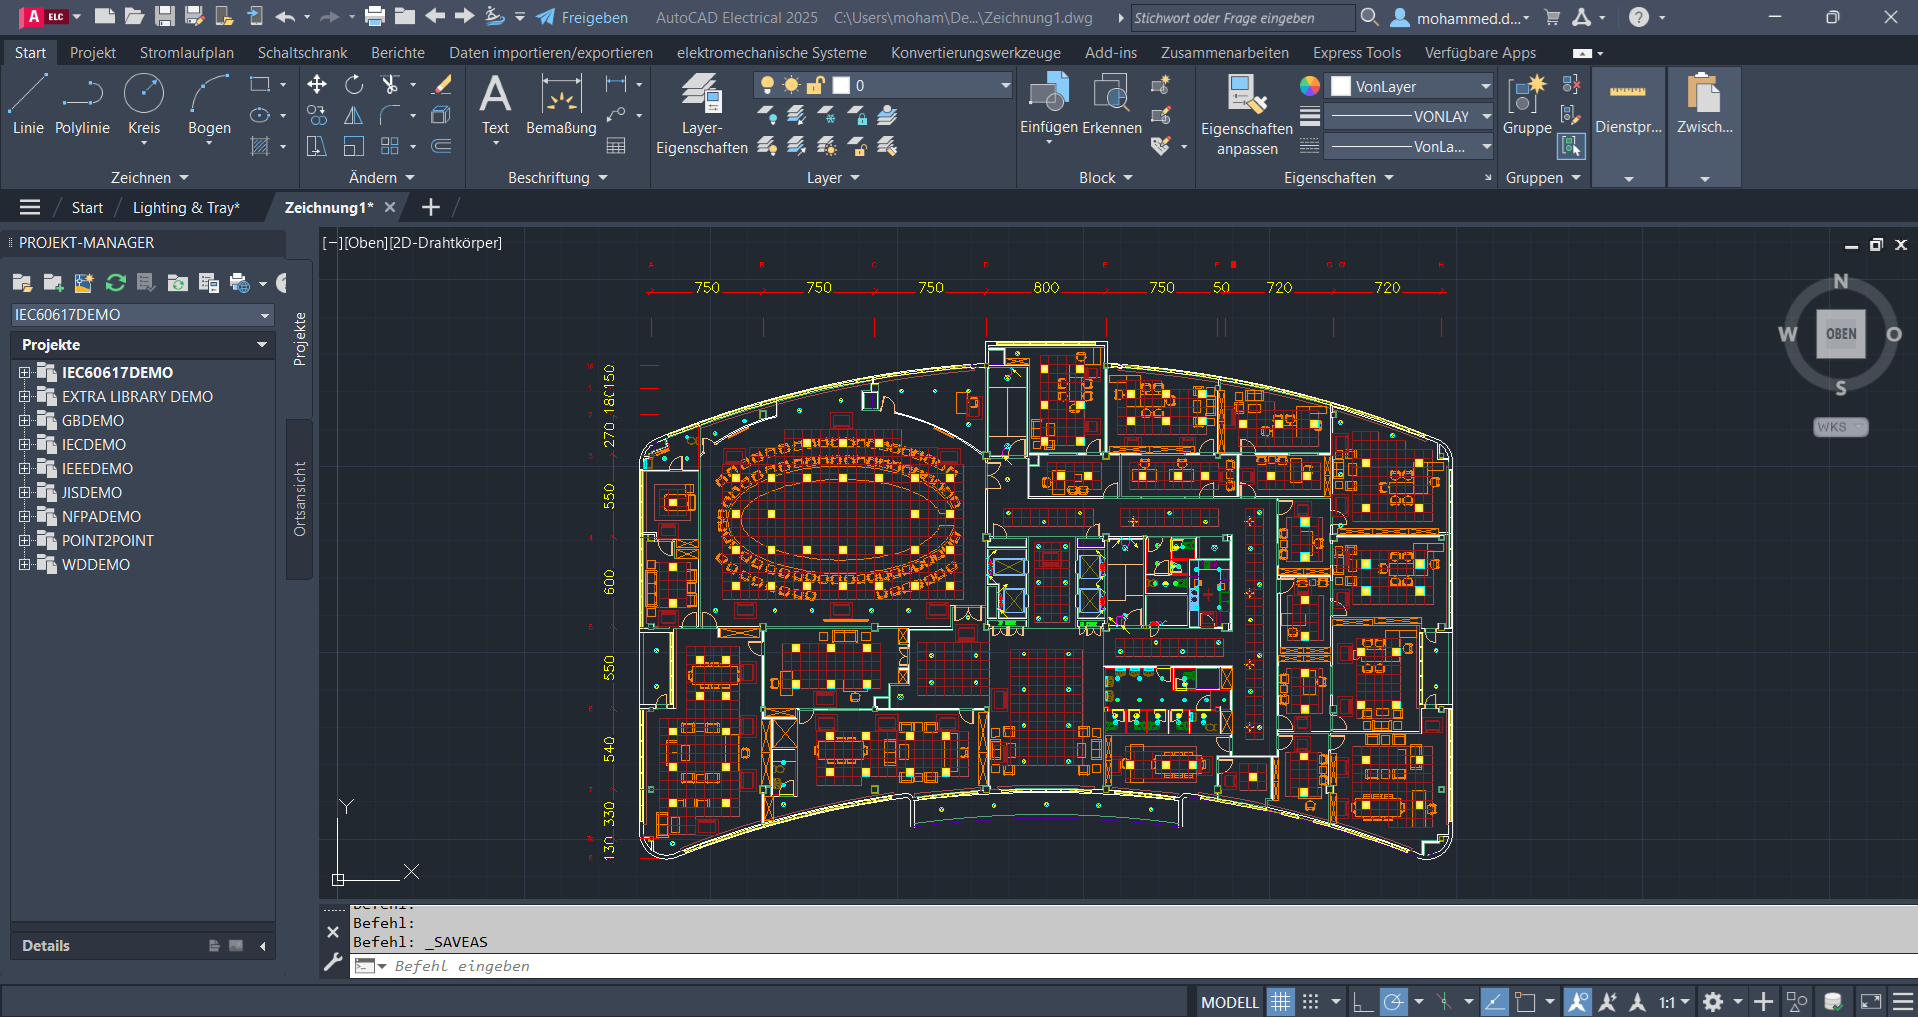 A ELC
Freigeben
AutoCAD Electrical 2025
C:\Users\moham\De...\Zeichnung1.dwg
Stichwort oder Frage eingeben
mohammed.d...
Start
Projekt
Stromlaufplan
Schaltschrank
Berichte
Daten importieren/exportieren
elektromechanische Systeme
Konvertierungswerkzeuge
Add-ins
Zusammenarbeiten
Express Tools
Verfügbare Apps
Linie
Polylinie
Kreis
Bogen
Zeichnen
Ändern
A
Text
Bemaßung
Beschriftung
Layer-
Eigenschaften
0
Layer
Einfügen
Erkennen
Block
Eigenschaften
anpassen
VonLayer
VONLAY
VonLa...
Eigenschaften
Gruppe
Gruppen
Dienstpr...
Zwisch...
Start
Lighting & Tray*
Zeichnung1*
PROJEKT-MANAGER
IEC60617DEMO
Projekte
IEC60617DEMO
EXTRA LIBRARY DEMO
GBDEMO
IECDEMO
IEEEDEMO
JISDEMO
NFPADEMO
POINT2POINT
WDDEMO
Details
Projekte
Ortsansicht
[−][Oben][2D-Drahtkörper]
A B C D E F G G' H
750 750 750 800 750 50 720 720
150
180
270
550
600
550
540
330
130
Y
X
N
W
OBEN
O
S
WKS
Befehl:
Befehl:
Befehl: _SAVEAS
Befehl eingeben
MODELL
1:1